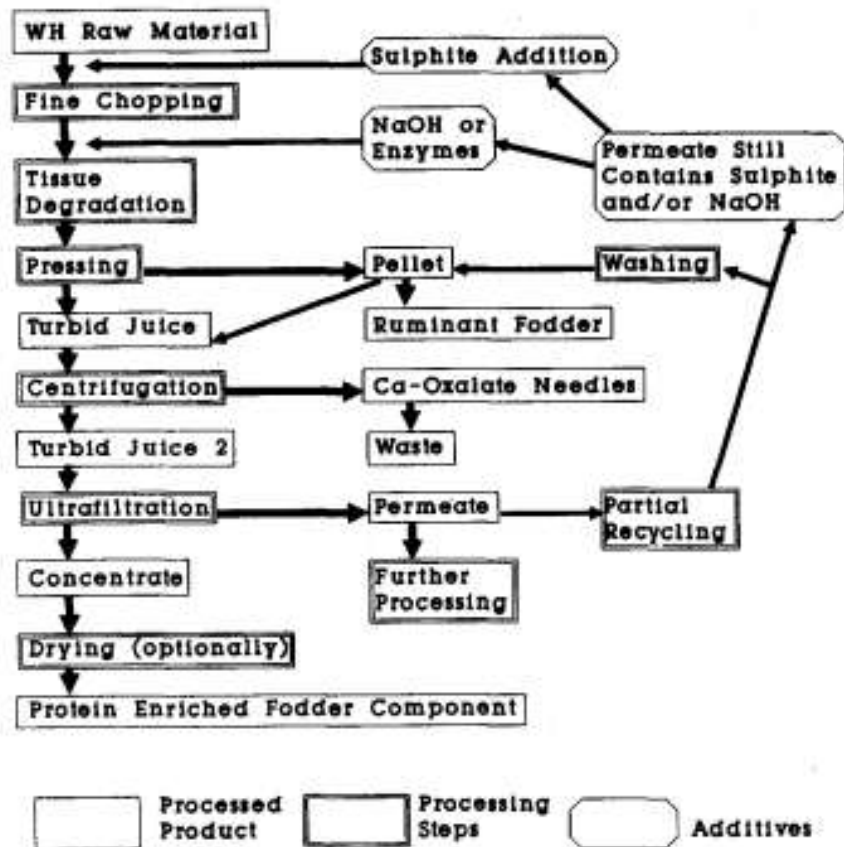 WH Raw Material
Sulphite Addition
Fine Chopping
NaOH or
Enzymes
Permeate Still
Contains Sulphite
and/or NaOH
Tissue
Degradation
Pressing
Pellet
Washing
Turbid Juice
Ruminant Fodder
Centrifugation
Ca-Oxalate Needles
Turbid Juice 2
Waste
Ultrafiltration
Permeate
Partial
Recycling
Concentrate
Further
Processing
Drying (optionally)
Protein Enriched Fodder Component
Processed
Product
Processing
Steps
Additives